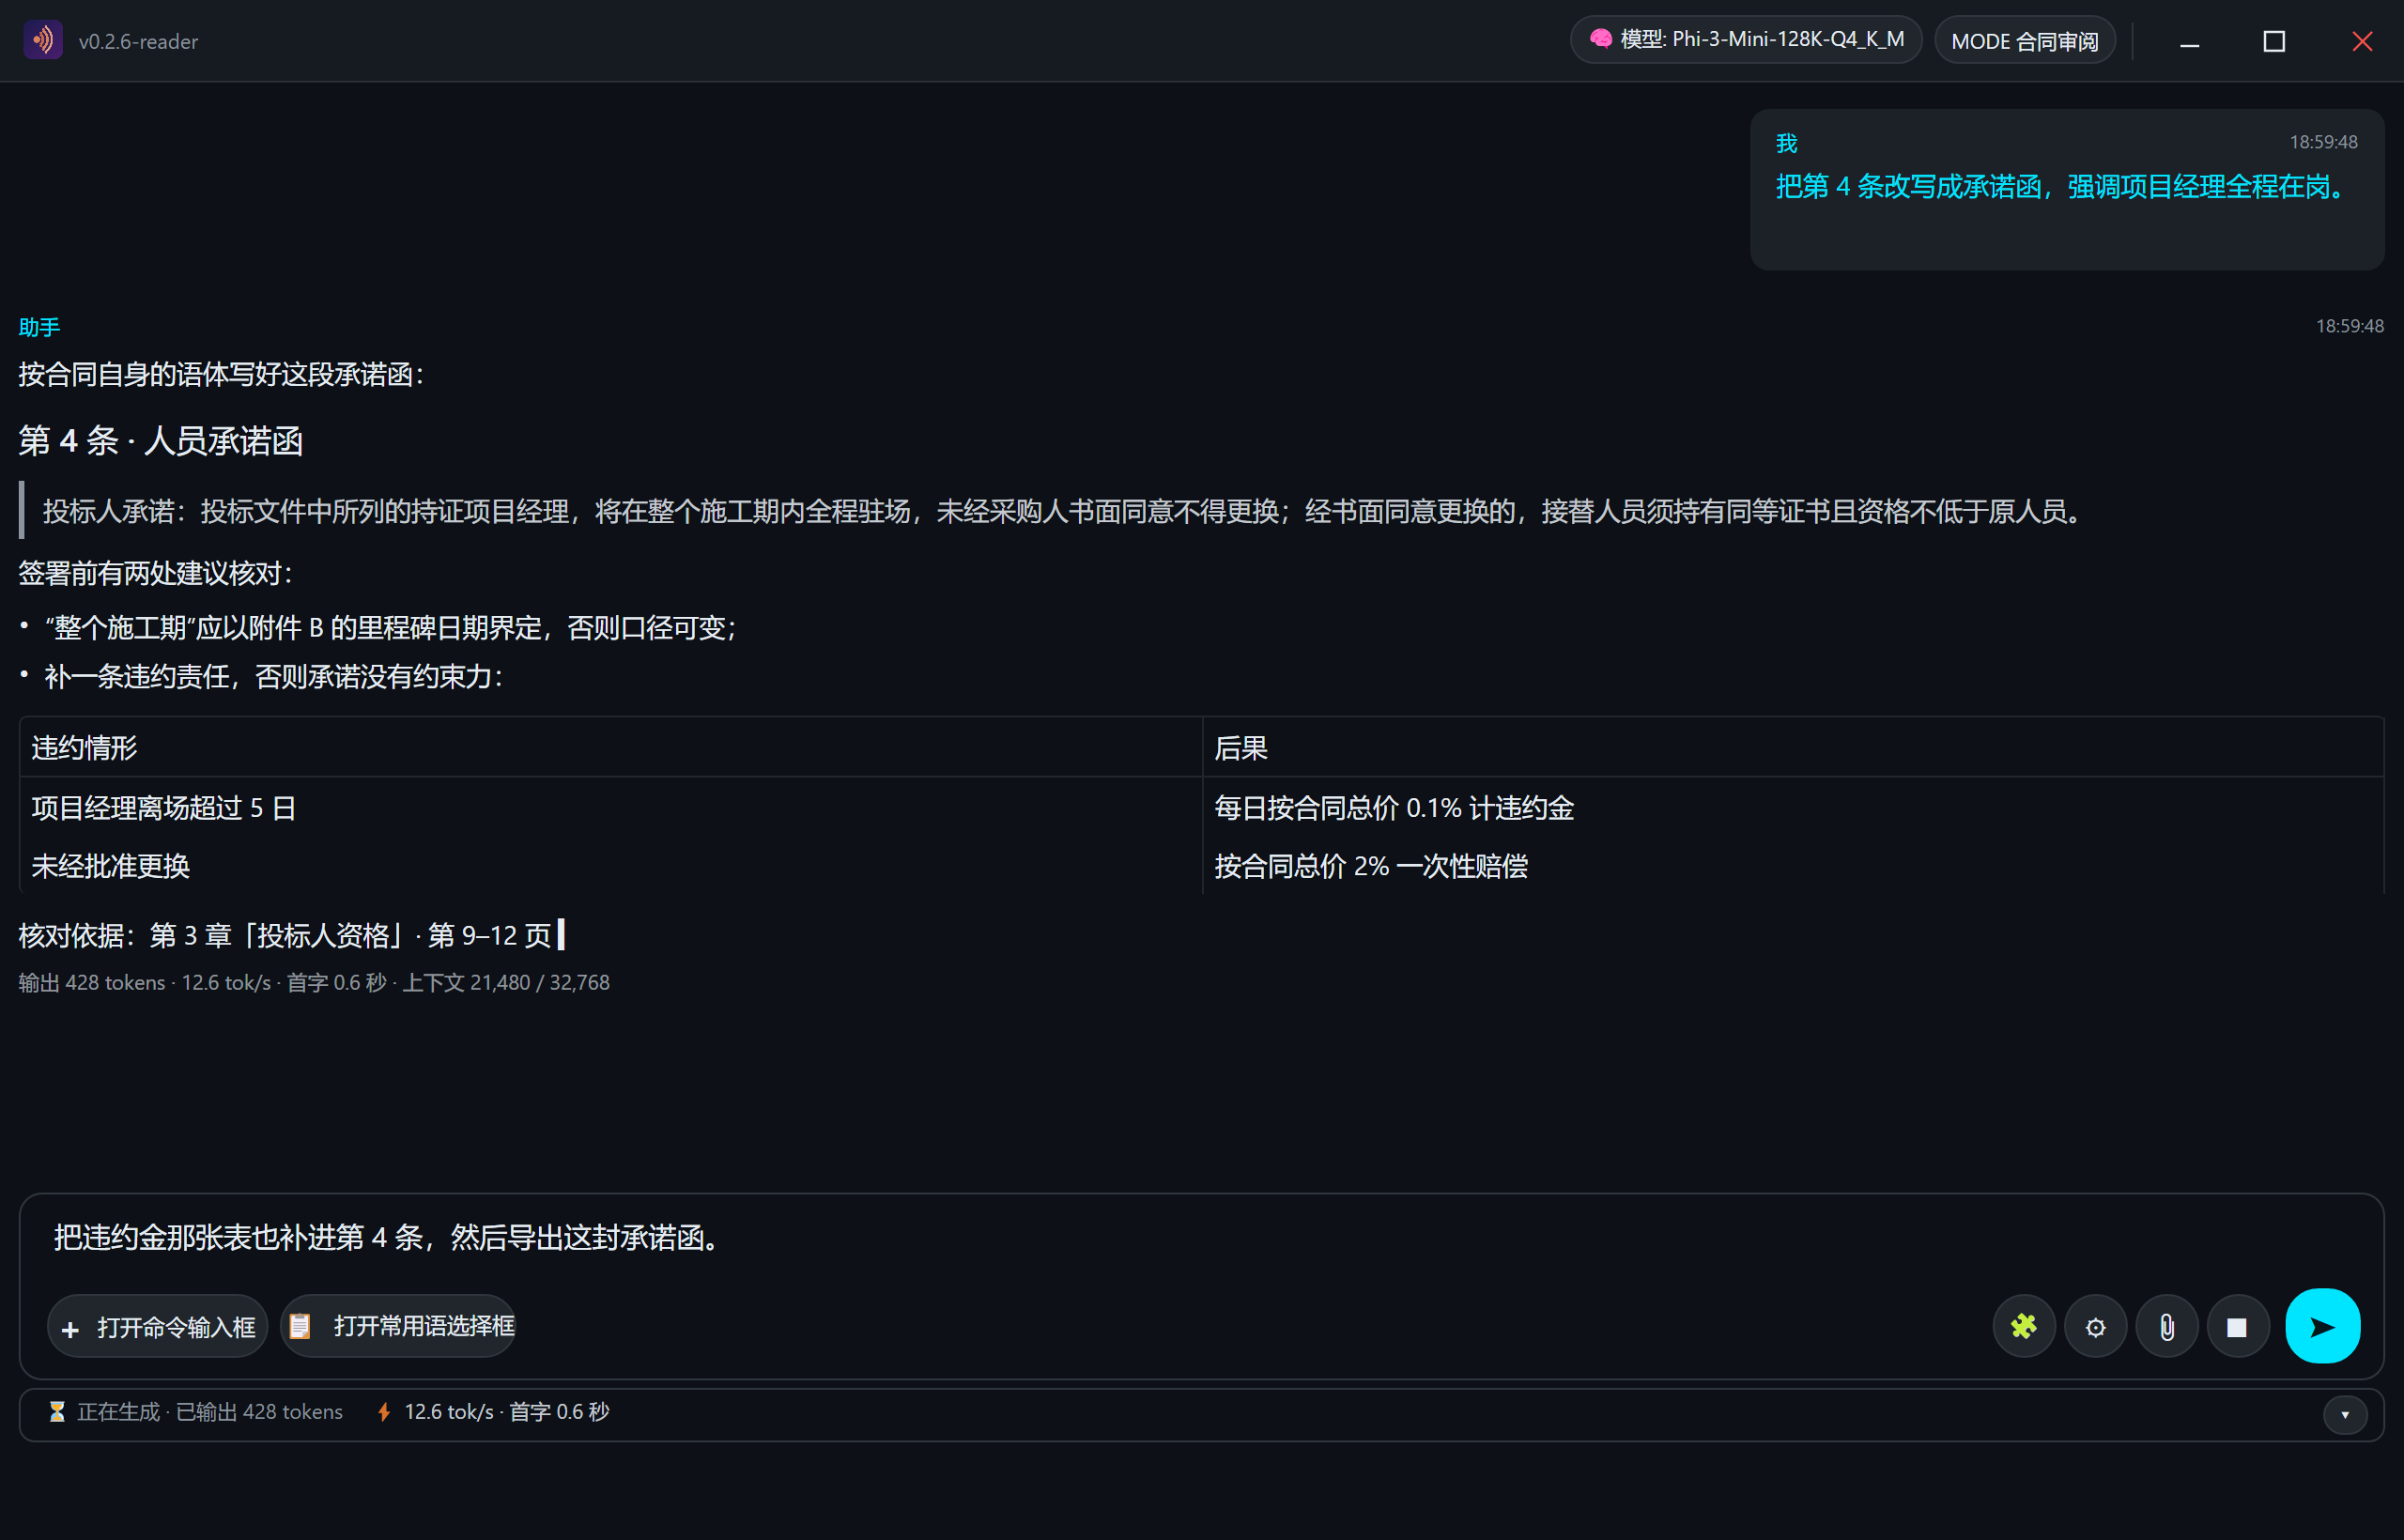 v0.2.6-reader
模型: Phi-3-Mini-128K-Q4_K_M
MODE 合同审阅
我
18:59:48
把第 4 条改写成承诺函，强调项目经理全程在岗。
助手
18:59:48
按合同自身的语体写好这段承诺函：
第 4 条 · 人员承诺函
投标人承诺：投标文件中所列的持证项目经理，将在整个施工期内全程驻场，未经采购人书面同意不得更换；经书面同意更换的，接替人员须持有同等证书且资格不低于原人员。
签署前有两处建议核对：
• “整个施工期”应以附件 B 的里程碑日期界定，否则口径可变；
• 补一条违约责任，否则承诺没有约束力：
违约情形
后果
项目经理离场超过 5 日
每日按合同总价 0.1% 计违约金
未经批准更换
按合同总价 2% 一次性赔偿
核对依据：第 3 章「投标人资格」· 第 9–12 页
输出 428 tokens · 12.6 tok/s · 首字 0.6 秒 · 上下文 21,480 / 32,768
把违约金那张表也补进第 4 条，然后导出这封承诺函。
+ 打开命令输入框
打开常用语选择框
正在生成 · 已输出 428 tokens
12.6 tok/s · 首字 0.6 秒